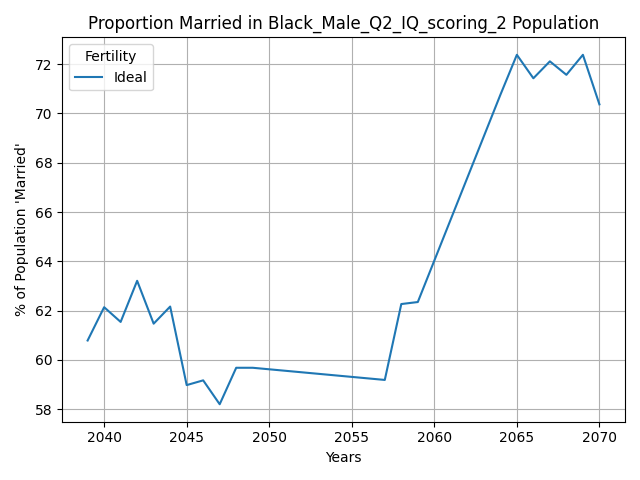 Proportion Married in Black_Male_Q2_IQ_scoring_2 Population
Fertility
Ideal
72
70
68
66
64
62
60
58
% of Population 'Married'
2040 2045 2050 2055 2060 2065 2070
Years